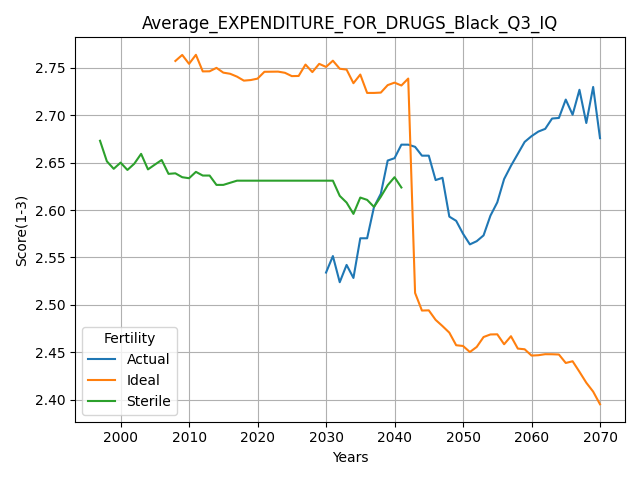 Average_EXPENDITURE_FOR_DRUGS_Black_Q3_IQ
Score(1-3)
2.75
2.70
2.65
2.60
2.55
2.50
2.45
2.40
Fertility
Actual
Ideal
Sterile
2000 2010 2020 2030 2040 2050 2060 2070
Years